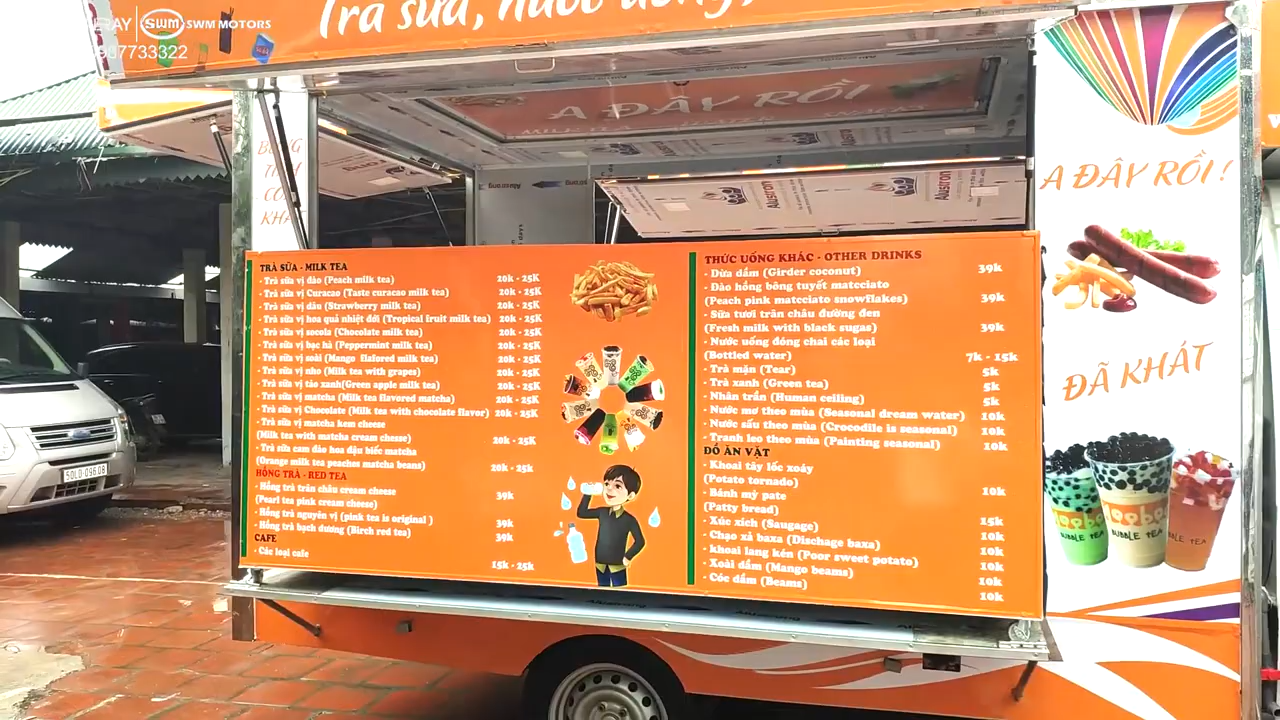 SWM SWM MOTORS
Trà sữa, nước uống,
A ĐÂY RỒI
Alustrong
A ĐÂY RỒI !
ĐÃ KHÁT
BUBBLE TEA
BUBBLE TEA
50LD-096.08
TRÀ SỮA - MILK TEA
- Trà sữa vị đào (Peach milk tea) 20k - 25K
- Trà sữa vị Curacao (Taste curacao milk tea) 20k - 25K
- Trà sữa vị dâu (Strawberry milk tea) 20k - 25K
- Trà sữa vị hoa quả nhiệt đới (Tropical fruit milk tea) 20k - 25K
- Trà sữa vị socola (Chocolate milk tea) 20k - 25K
- Trà sữa vị bạc hà (Peppermint milk tea) 20k - 25K
- Trà sữa vị xoài (Mango flafored milk tea) 20k - 25K
- Trà sữa vị nho (Milk tea with grapes) 20k - 25K
- Trà sữa vị táo xanh(Green apple milk tea) 20k - 25K
- Trà sữa vị matcha (Milk tea flavored matcha) 20k - 25K
- Trà sữa vị Chocolate (Milk tea with chocolate flavor) 20k - 25K
- Trà sữa vị matcha kem cheese
(Milk tea with matcha cream chesse) 20k - 25K
- Trà sữa cam đào hoa đậu biếc matcha
(Orange milk tea peaches matcha beans) 20k - 25k
HỒNG TRÀ - RED TEA
- Hồng trà trân châu cream cheese
(Pearl tea pink cream cheese) 39k
- Hồng trà nguyên vị (pink tea is original ) 39k
- Hồng trà bạch dương (Birch red tea) 39k
CAFE
- Các loại cafe 15k - 25k
THỨC UỐNG KHÁC - OTHER DRINKS
- Dừa dầm (Girder coconut) 39k
- Đào hồng bông tuyết matcciato
(Peach pink matcciato snowflakes) 39k
- Sữa tươi trân châu đường đen
(Fresh milk with black sugas) 39k
- Nước uống đóng chai các loại
(Bottled water) 7k - 15k
- Trà mạn (Tear) 5k
- Trà xanh (Green tea) 5k
- Nhân trần (Human ceiling) 5k
- Nước mơ theo mùa (Seasonal dream water) 10k
- Nước sấu theo mùa (Crocodile is seasonal) 10k
- Tranh leo theo mùa (Painting seasonal) 10k
ĐỒ ĂN VẶT
- Khoai tây lốc xoáy
(Potato tornado) 10k
- Bánh mỳ pate
(Patty bread) 15k
- Xúc xích (Saugage) 10k
- Chạo xả baxa (Dischage baxa) 10k
- khoai lang kén (Poor sweet potato) 10k
- Xoài dầm (Mango beams) 10k
- Cóc dầm (Beams) 10k